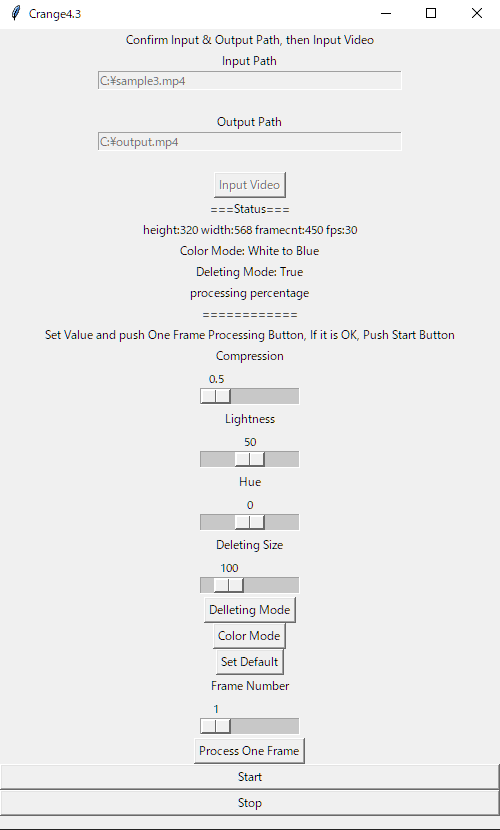 Crange4.3
Confirm Input & Output Path, then Input Video
Input Path
C:¥sample3.mp4
Output Path
C:¥output.mp4
Input Video
===Status===
height:320 width:568 framecnt:450 fps:30
Color Mode: White to Blue
Deleting Mode: True
processing percentage
============
Set Value and push One Frame Processing Button, If it is OK, Push Start Button
Compression
0.5
Lightness
50
Hue
0
Deleting Size
100
Delleting Mode
Color Mode
Set Default
Frame Number
1
Process One Frame
Start
Stop